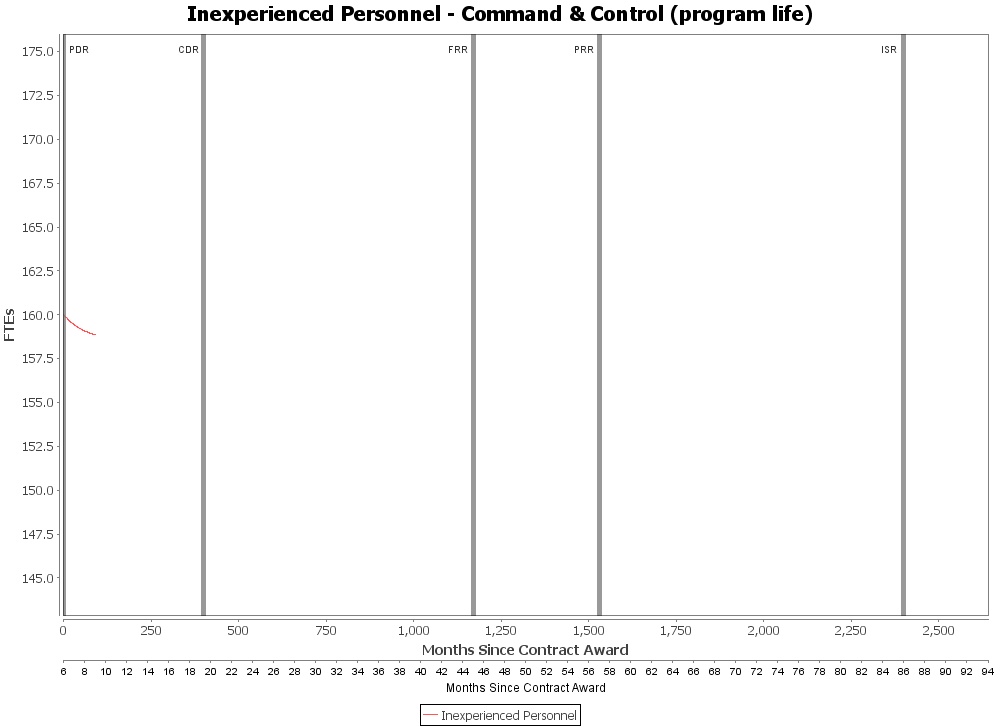 Inexperienced Personnel - Command & Control (program life)
PDR CDR FRR PRR ISR
175.0
172.5
170.0
167.5
165.0
162.5
160.0
157.5
155.0
152.5
150.0
147.5
145.0
FTEs
0 250 500 750 1,000 1,250 1,500 1,750 2,000 2,250 2,500
Months Since Contract Award
6 8 10 12 14 16 18 20 22 24 26 28 30 32 34 36 38 40 42 44 46 48 50 52 54 56 58 60 62 64 66 68 70 72 74 76 78 80 82 84 86 88 90 92 94
Months Since Contract Award
Inexperienced Personnel